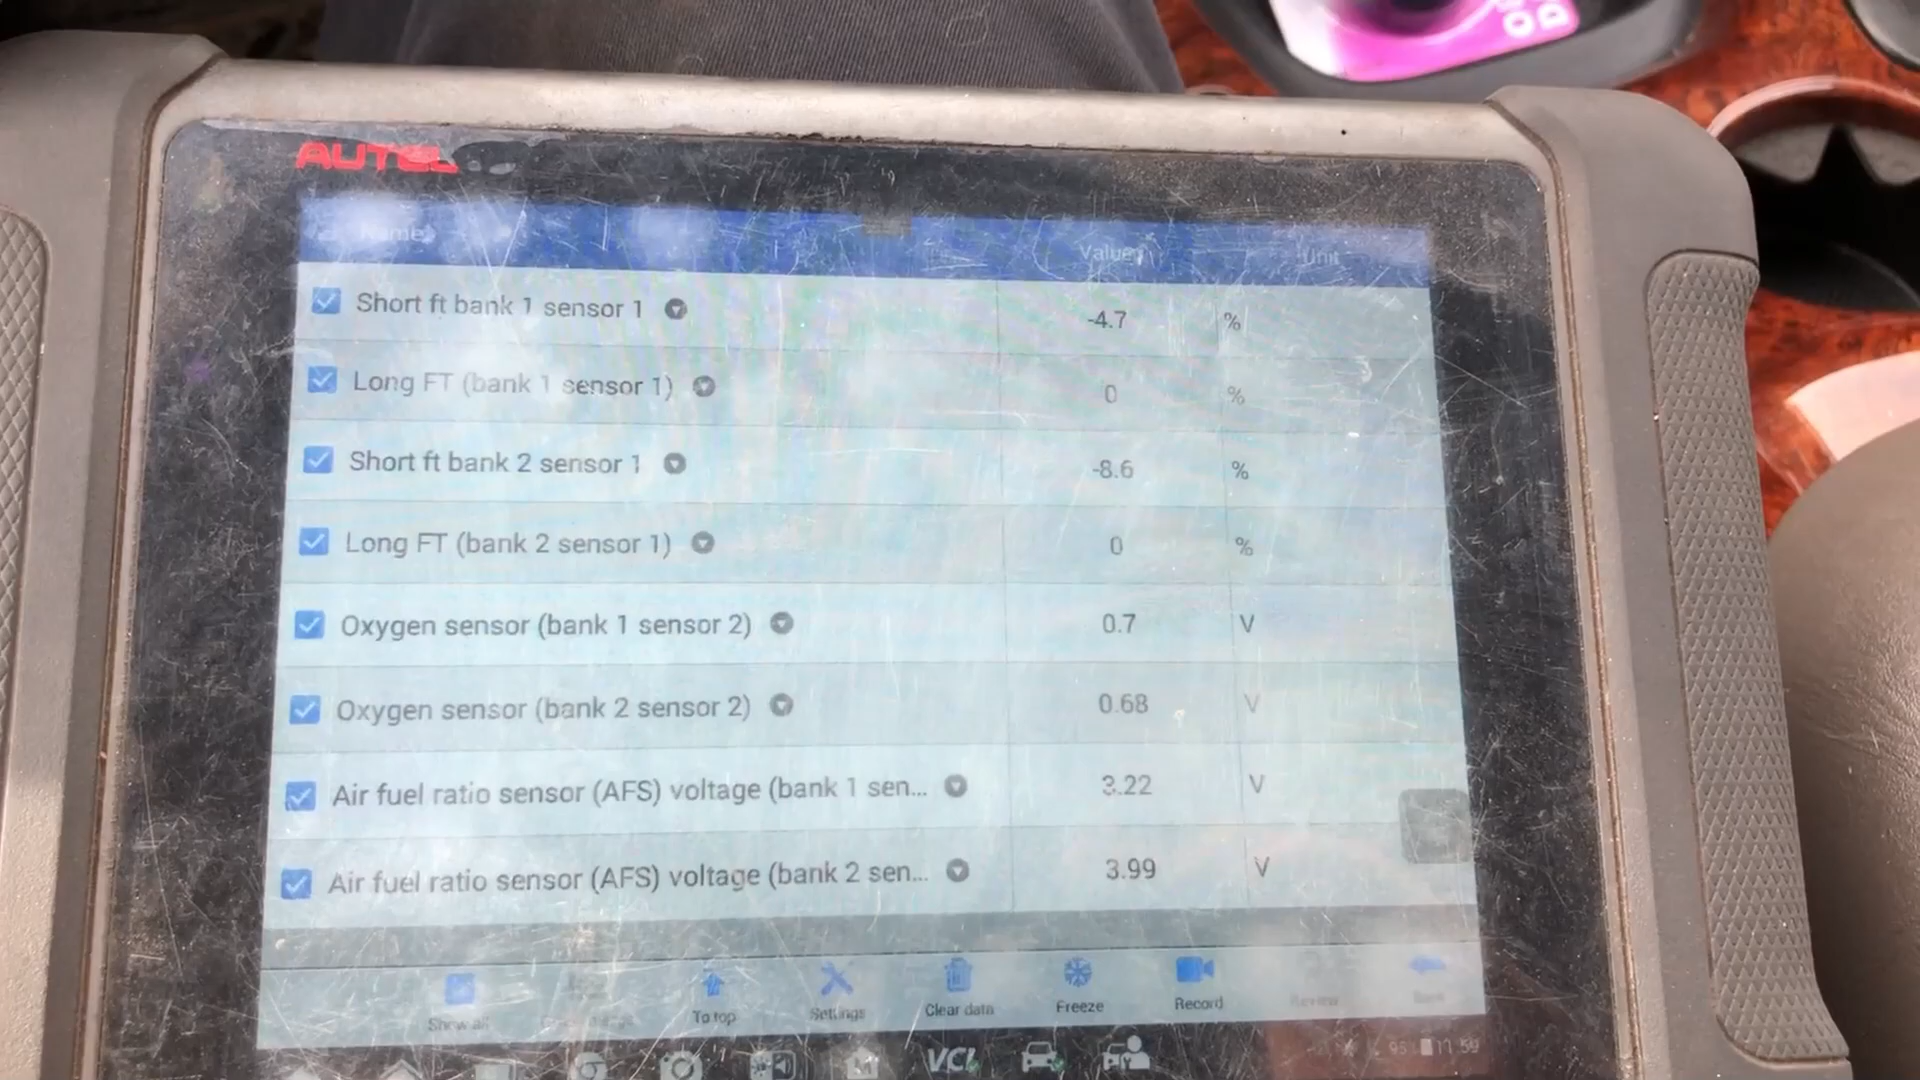 AUTEL
Name Value Unit
Short ft bank 1 sensor 1 -4.7 %
Long FT (bank 1 sensor 1) 0 %
Short ft bank 2 sensor 1 -8.6 %
Long FT (bank 2 sensor 1) 0 %
Oxygen sensor (bank 1 sensor 2) 0.7 V
Oxygen sensor (bank 2 sensor 2) 0.68 V
Air fuel ratio sensor (AFS) voltage (bank 1 sen... 3.22 V
Air fuel ratio sensor (AFS) voltage (bank 2 sen... 3.99 V
Show all To top Settings Clear data Freeze Record Review Back
VCI 11:59